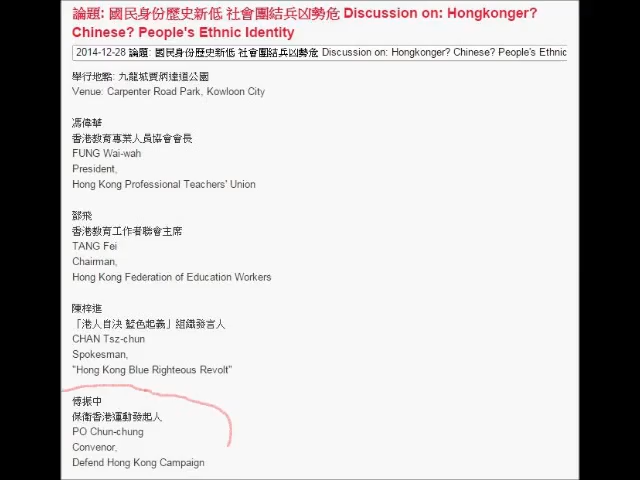 論題: 國民身份歷史新低 社會團結兵凶勢危 Discussion on: Hongkonger?
Chinese? People's Ethnic Identity
2014-12-28 論題: 國民身份歷史新低 社會團結兵凶勢危 Discussion on: Hongkonger? Chinese? People's Ethnic
舉行地點: 九龍城賈炳達道公園
Venue: Carpenter Road Park, Kowloon City
馮偉華
香港教育專業人員協會會長
FUNG Wai-wah
President,
Hong Kong Professional Teachers' Union
鄧飛
香港教育工作者聯會主席
TANG Fei
Chairman,
Hong Kong Federation of Education Workers
陳梓進
「港人自決 藍色起義」組織發言人
CHAN Tsz-chun
Spokesman,
"Hong Kong Blue Righteous Revolt"
傅振中
保衛香港運動發起人
PO Chun-chung
Convenor,
Defend Hong Kong Campaign